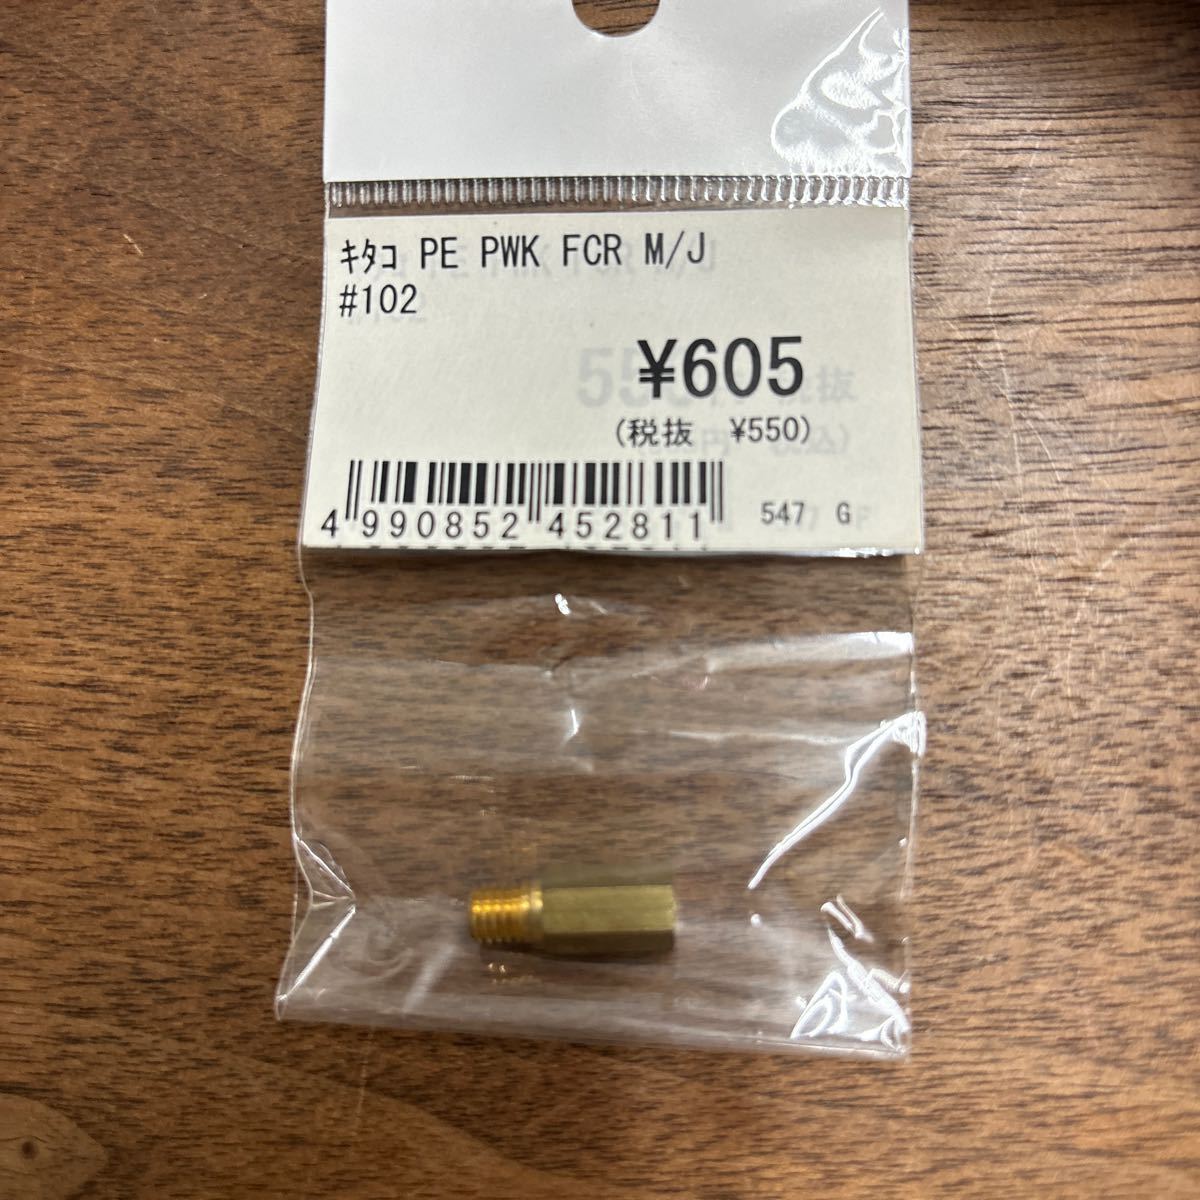 ｷﾀｺ PE PWK FCR M/J
#102
¥605
(税抜 ¥550)
4 990852 452811 547 G